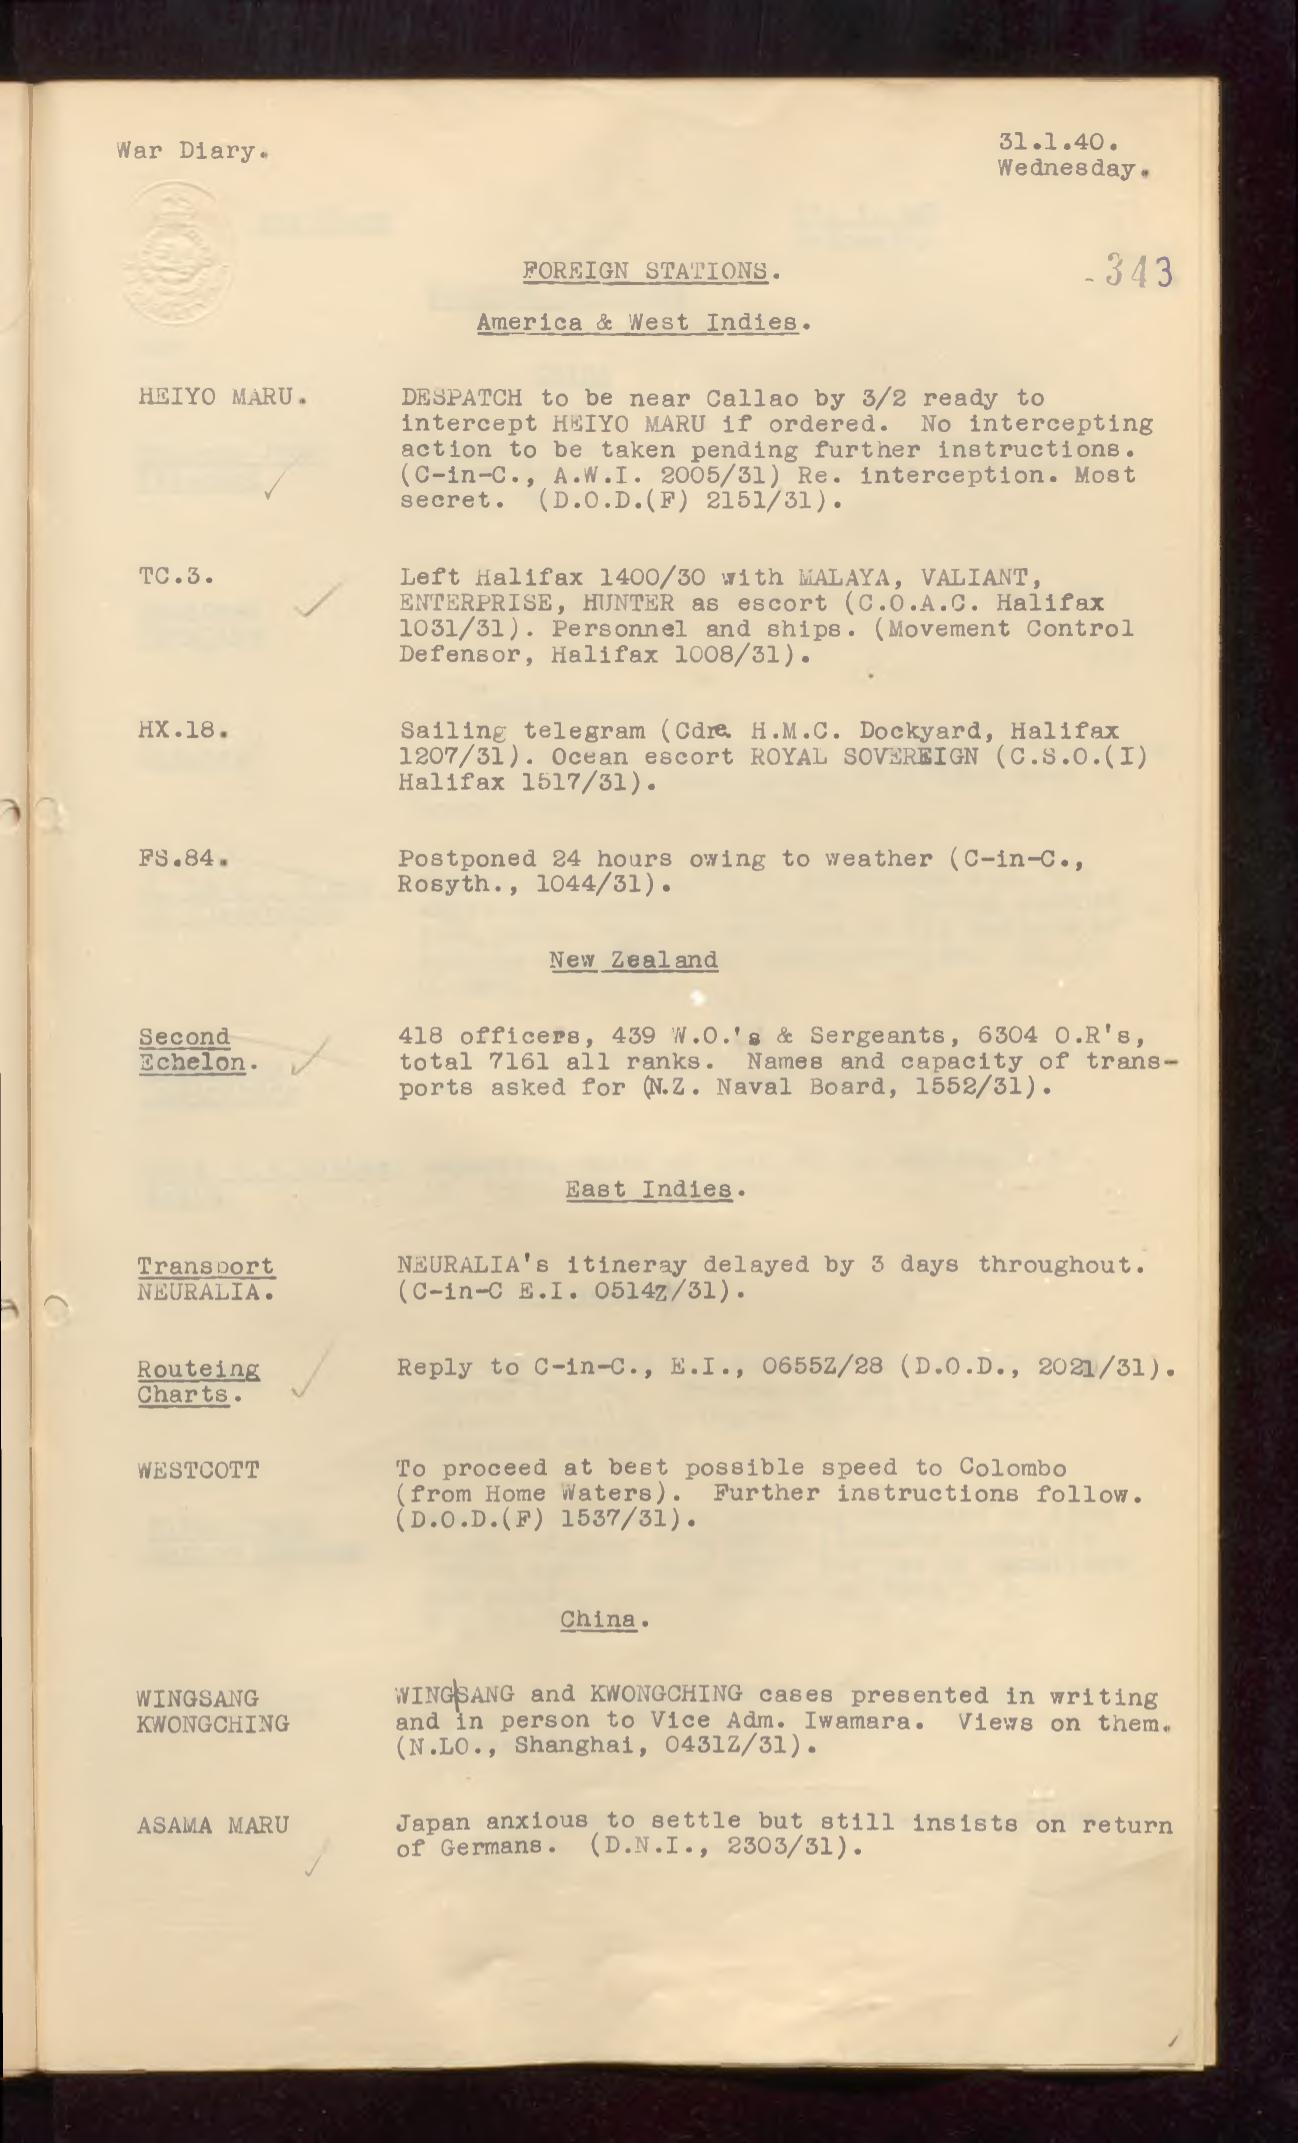 War Diary.
31.1.40.
Wednesday.
FOREIGN STATIONS.
-343
America & West Indies.
HEIYO MARU. DESPATCH to be near Callao by 3/2 ready to
intercept HEIYO MARU if ordered. No intercepting
action to be taken pending further instructions.
(C-in-C., A.W.I. 2005/31) Re. interception. Most
secret. (D.O.D.(F) 2151/31).
TC.3. Left Halifax 1400/30 with MALAYA, VALIANT,
ENTERPRISE, HUNTER as escort (C.O.A.C. Halifax
1031/31). Personnel and ships. (Movement Control
Defensor, Halifax 1008/31).
HX.18. Sailing telegram (Cdre. H.M.C. Dockyard, Halifax
1207/31). Ocean escort ROYAL SOVEREIGN (C.S.O.(I)
Halifax 1517/31).
FS.84. Postponed 24 hours owing to weather (C-in-C.,
Rosyth., 1044/31).
New Zealand
Second 418 officers, 439 W.O.'s & Sergeants, 6304 O.R's,
Echelon. total 7161 all ranks. Names and capacity of trans-
ports asked for (N.Z. Naval Board, 1552/31).
East Indies.
Transport NEURALIA's itineray delayed by 3 days throughout.
NEURALIA. (C-in-C E.I. 0514z/31).
Routeing Reply to C-in-C., E.I., 0655Z/28 (D.O.D., 2021/31).
Charts.
WESTCOTT To proceed at best possible speed to Colombo
(from Home Waters). Further instructions follow.
(D.O.D.(F) 1537/31).
China.
WINGSANG WINGSANG and KWONGCHING cases presented in writing
KWONGCHING and in person to Vice Adm. Iwamara. Views on them.
(N.LO., Shanghai, 0431Z/31).
ASAMA MARU Japan anxious to settle but still insists on return
of Germans. (D.N.I., 2303/31).